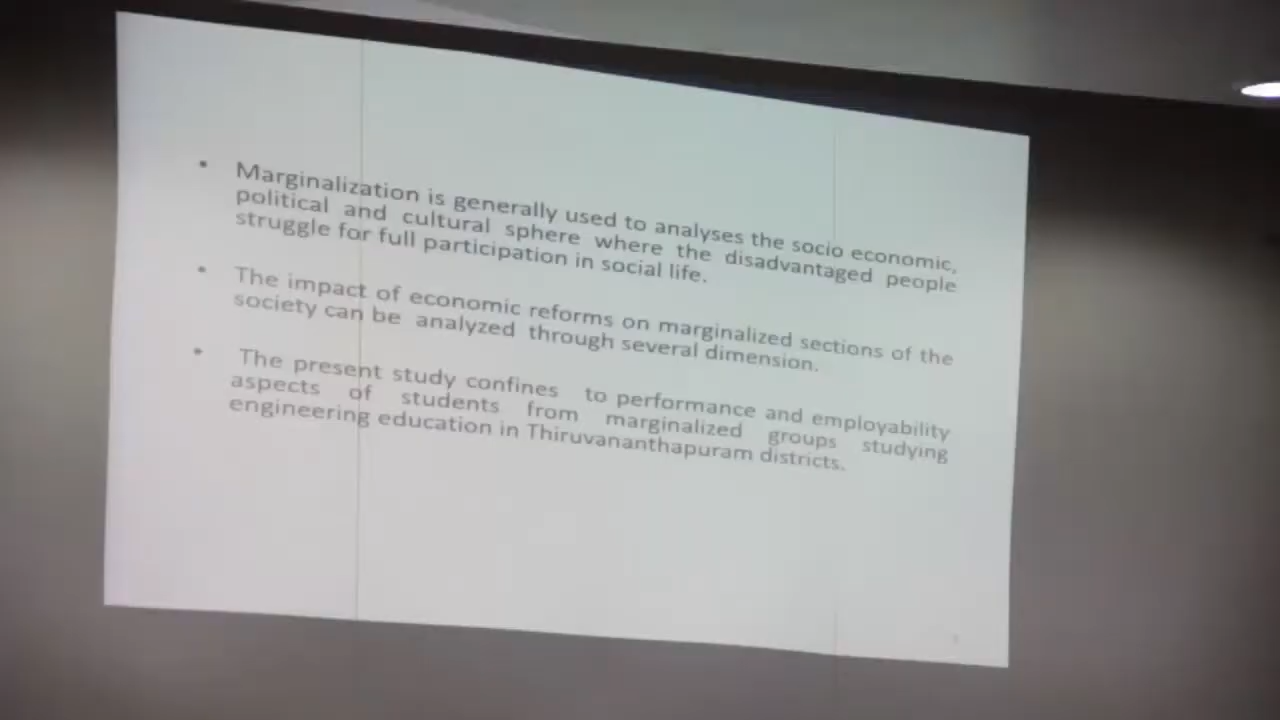 • Marginalization is generally used to analyses the socio economic,
political and cultural sphere where the disadvantaged people
struggle for full participation in social life.
• The impact of economic reforms on marginalized sections of the
society can be analyzed through several dimension.
• The present study confines to performance and employability
aspects of students from marginalized groups studying
engineering education in Thiruvananthapuram districts.